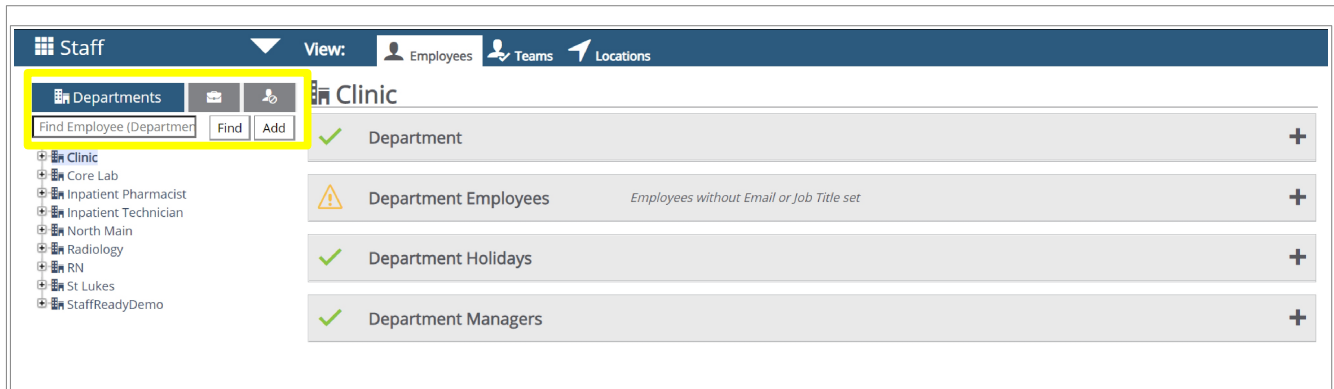 Staff
View:
Employees
Teams
Locations
Departments
Find Employee (Departmen
Find
Add
Clinic
Core Lab
Inpatient Pharmacist
Inpatient Technician
North Main
Radiology
RN
St Lukes
StaffReadyDemo
Clinic
Department
Department Employees
Employees without Email or Job Title set
Department Holidays
Department Managers